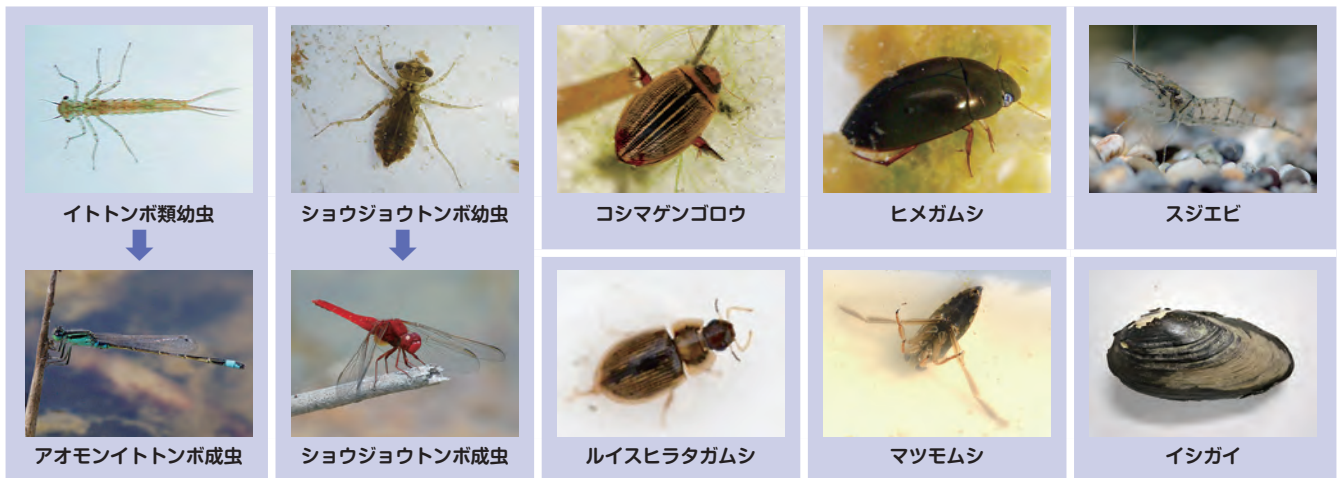 イトトンボ類幼虫
ショウジョウトンボ幼虫
コシマゲンゴロウ
ヒメガムシ
スジエビ
アオモンイトトンボ成虫
ショウジョウトンボ成虫
ルイスヒラタガムシ
マツモムシ
イシガイ